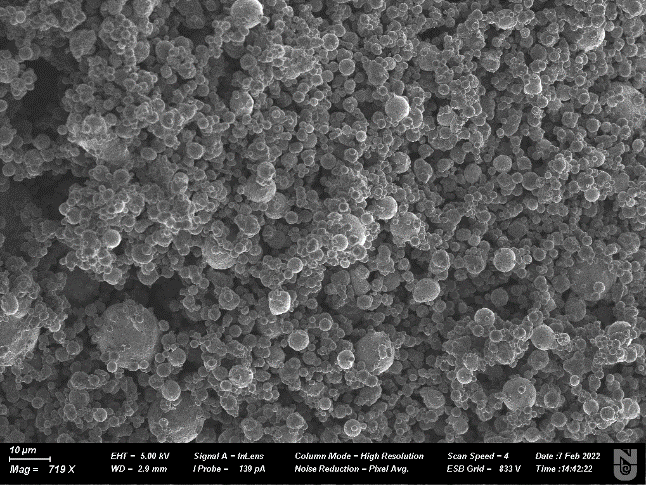 10 µm
Mag = 719 X
EHT = 5.00 kV
WD = 2.9 mm
Signal A = InLens
I Probe = 139 pA
Column Mode = High Resolution
Noise Reduction = Pixel Avg.
Scan Speed = 4
ESB Grid = 833 V
Date :7 Feb 2022
Time :14:42:22